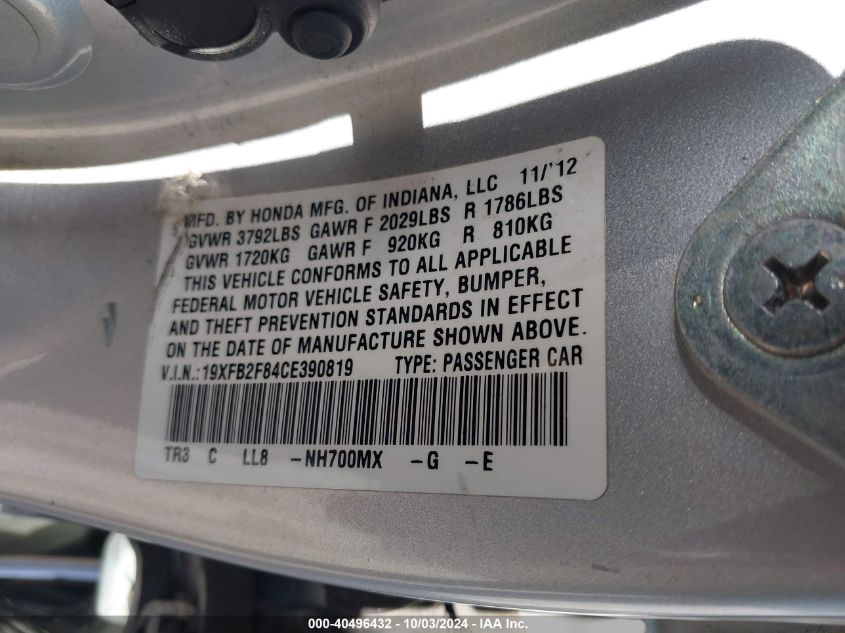 MFD. BY HONDA MFG. OF INDIANA, LLC 11/'12
GVWR 3792LBS GAWR F 2029LBS R 1786LBS
GVWR 1720KG GAWR F 920KG R 810KG
THIS VEHICLE CONFORMS TO ALL APPLICABLE
FEDERAL MOTOR VEHICLE SAFETY, BUMPER,
AND THEFT PREVENTION STANDARDS IN EFFECT
ON THE DATE OF MANUFACTURE SHOWN ABOVE.
V.I.N.:19XFB2F84CE390819 TYPE: PASSENGER CAR
TR3 C LL8 -NH700MX -G -E
000-40496432 - 10/03/2024 - IAA Inc.